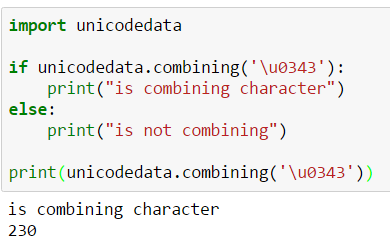 import unicodedata
if unicodedata.combining('\u0343'):
    print("is combining character")
else:
    print("is not combining")
print(unicodedata.combining('\u0343'))
is combining character
230